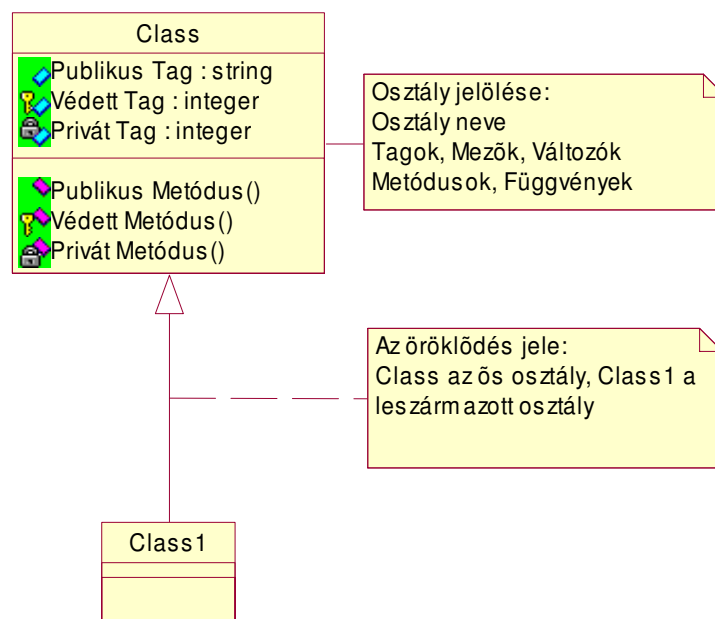 Class
Publikus Tag : string
Védett Tag : integer
Privát Tag : integer
Publikus Metódus()
Védett Metódus()
Privát Metódus()
Osztály jelölése:
Osztály neve
Tagok, Mezõk, Változók
Metódusok, Függvények
Az öröklõdés jele:
Class az õs osztály, Class1 a
leszármazott osztály
Class1